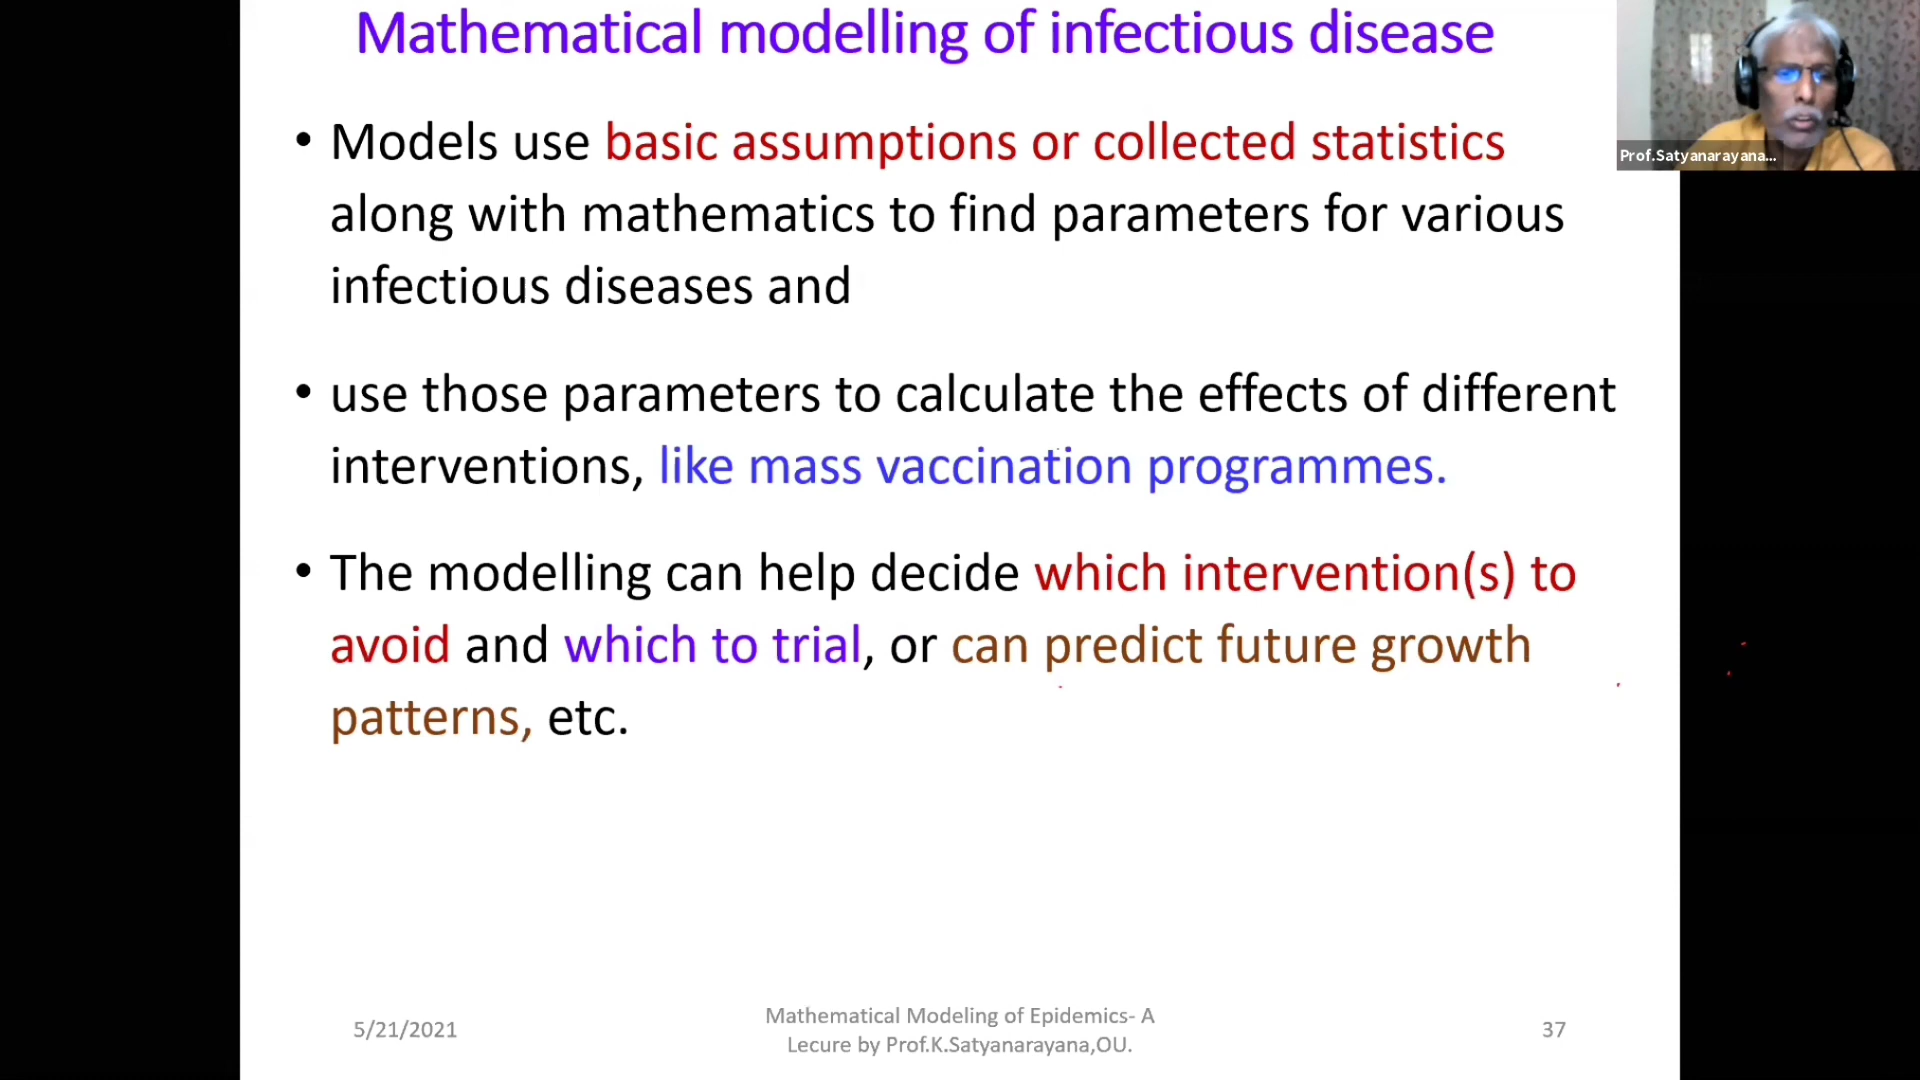 Mathematical modelling of infectious disease
Prof.Satyanarayana...
• Models use basic assumptions or collected statistics
along with mathematics to find parameters for various
infectious diseases and
• use those parameters to calculate the effects of different
interventions, like mass vaccination programmes.
• The modelling can help decide which intervention(s) to
avoid and which to trial, or can predict future growth
patterns, etc.
5/21/2021
Mathematical Modeling of Epidemics- A
Lecure by Prof.K.Satyanarayana,OU.
37